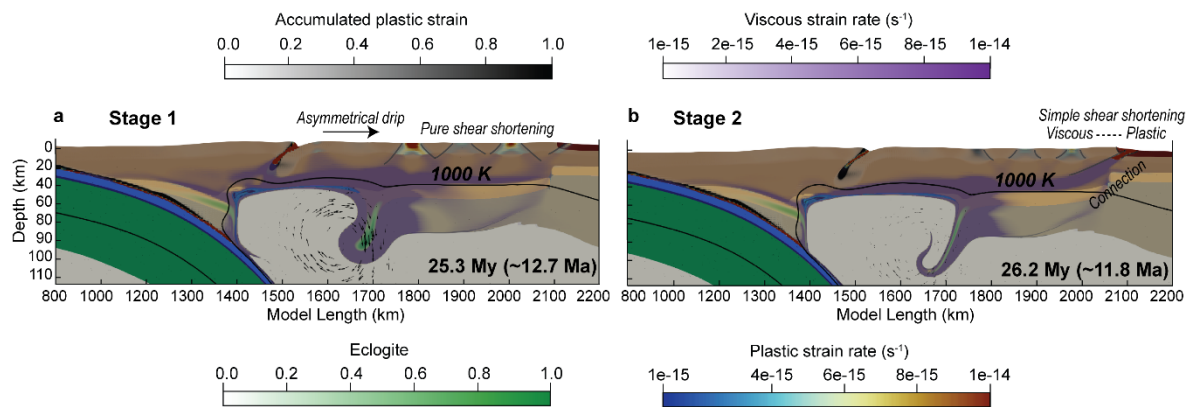 Accumulated plastic strain
0.0 0.2 0.4 0.6 0.8 1.0
Viscous strain rate (s⁻¹)
1e-15 2e-15 4e-15 6e-15 8e-15 1e-14
a Stage 1
Asymmetrical drip
Pure shear shortening
1000 K
25.3 My (~12.7 Ma)
Depth (km)
0
20
40
60
80
90
100
110
800 1000 1200 1300 1400 1500 1600 1700 1800 1900 2000 2100 2200
Model Length (km)
b Stage 2
Simple shear shortening
Viscous ----- Plastic
1000 K
Connection
26.2 My (~11.8 Ma)
800 1000 1200 1300 1400 1500 1600 1700 1800 1900 2000 2100 2200
Model Length (km)
Eclogite
0.0 0.2 0.4 0.6 0.8 1.0
Plastic strain rate (s⁻¹)
1e-15 4e-15 6e-15 8e-15 1e-14